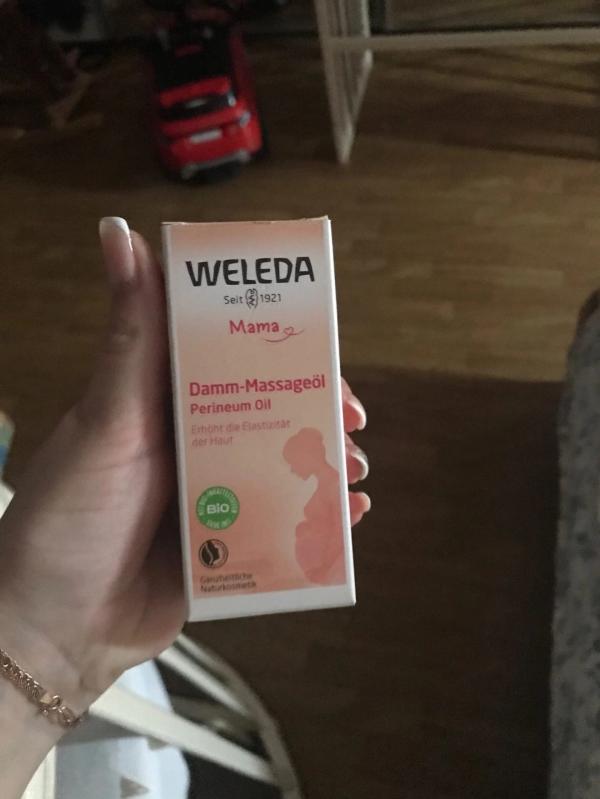 WELEDA
Seit 1921
Mama
Damm-Massageöl
Perineum Oil
Erhöht die Elastizität
der Haut
BIO
Ganzheitliche
Naturkosmetik